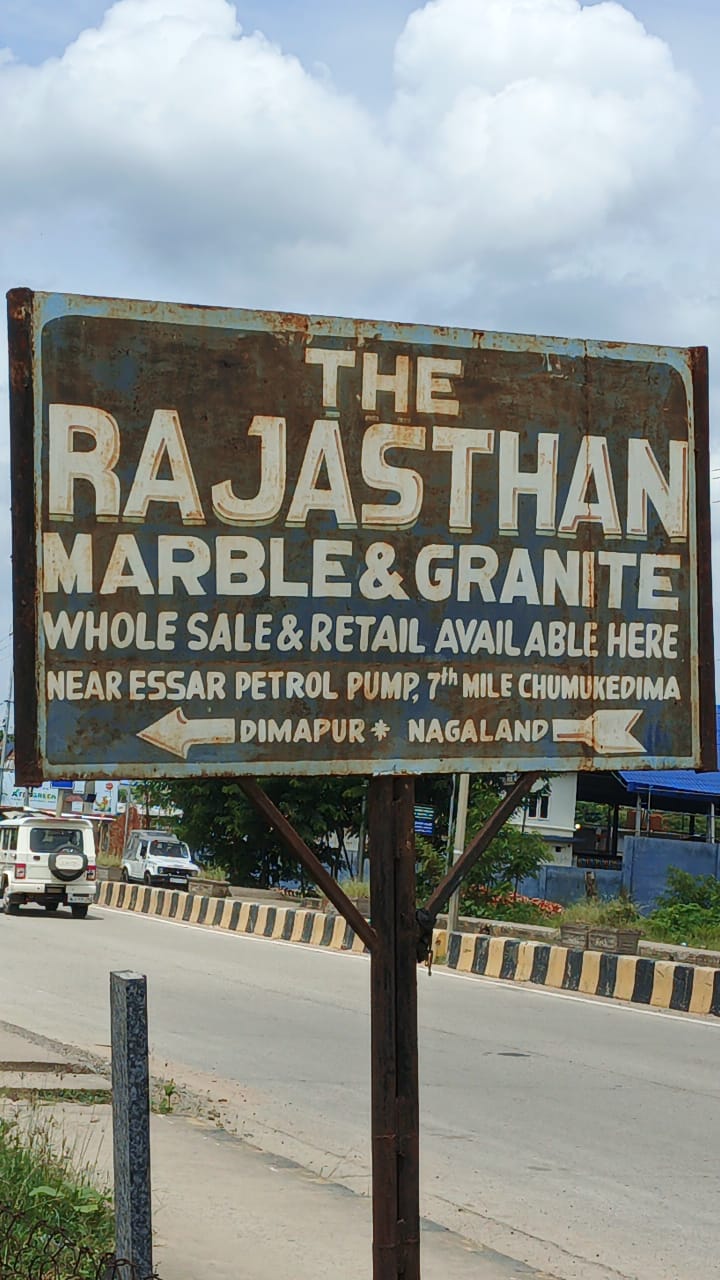 THE
RAJASTHAN
MARBLE & GRANITE
WHOLE SALE & RETAIL AVAILABLE HERE
NEAR ESSAR PETROL PUMP, 7th MILE CHUMUKEDIMA
DIMAPUR * NAGALAND